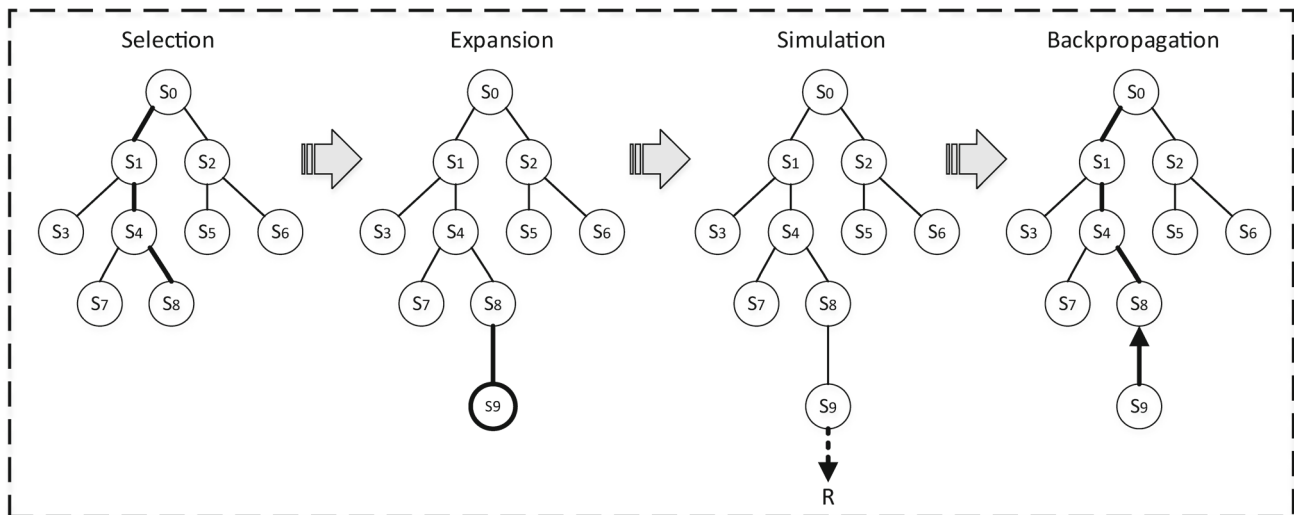 Selection Expansion Simulation Backpropagation
S0 S0 S0 S0
S1 S2 S1 S2 S1 S2 S1 S2
S3 S4 S5 S6 S3 S4 S5 S6 S3 S4 S5 S6 S3 S4 S5 S6
S7 S8 S7 S8 S7 S8 S7 S8
S9 S9 S9
R